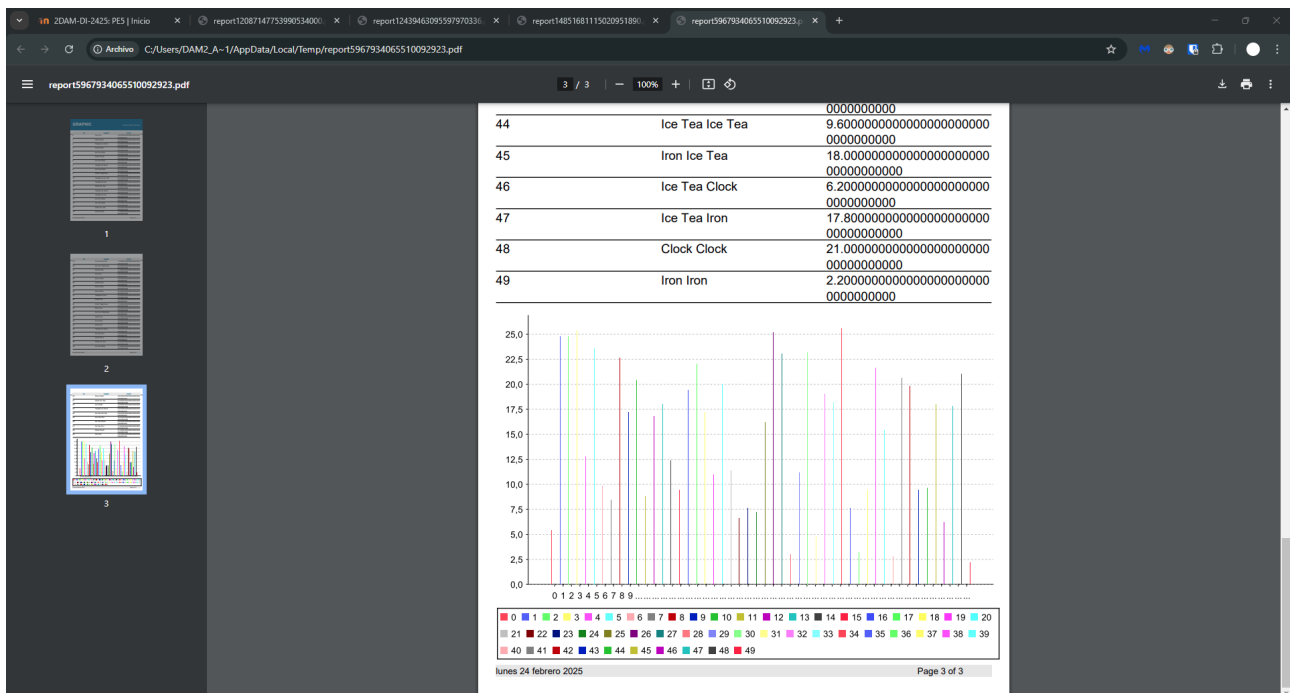 2DAM-DI-2425: PE5 | Inicio
report12087147753990534000.
report12439463095597970336.
report14851681115020951890.
report5967934065510092923.p
Archivo
C:/Users/DAM2_A~1/AppData/Local/Temp/report5967934065510092923.pdf
report5967934065510092923.pdf
3 / 3
100%
GRAPHIC
1
2
3
0000000000
44 Ice Tea Ice Tea 9.6000000000000000000000
0000000000
45 Iron Ice Tea 18.000000000000000000000
00000000000
46 Ice Tea Clock 6.2000000000000000000000
0000000000
47 Ice Tea Iron 17.800000000000000000000
00000000000
48 Clock Clock 21.000000000000000000000
00000000000
49 Iron Iron 2.2000000000000000000000
0000000000
25,0
22,5
20,0
17,5
15,0
12,5
10,0
7,5
5,0
2,5
0,0
0 1 2 3 4 5 6 7 8 9
0 1 2 3 4 5 6 7 8 9 10 11 12 13 14 15 16 17 18 19 20
21 22 23 24 25 26 27 28 29 30 31 32 33 34 35 36 37 38 39
40 41 42 43 44 45 46 47 48 49
lunes 24 febrero 2025
Page 3 of 3